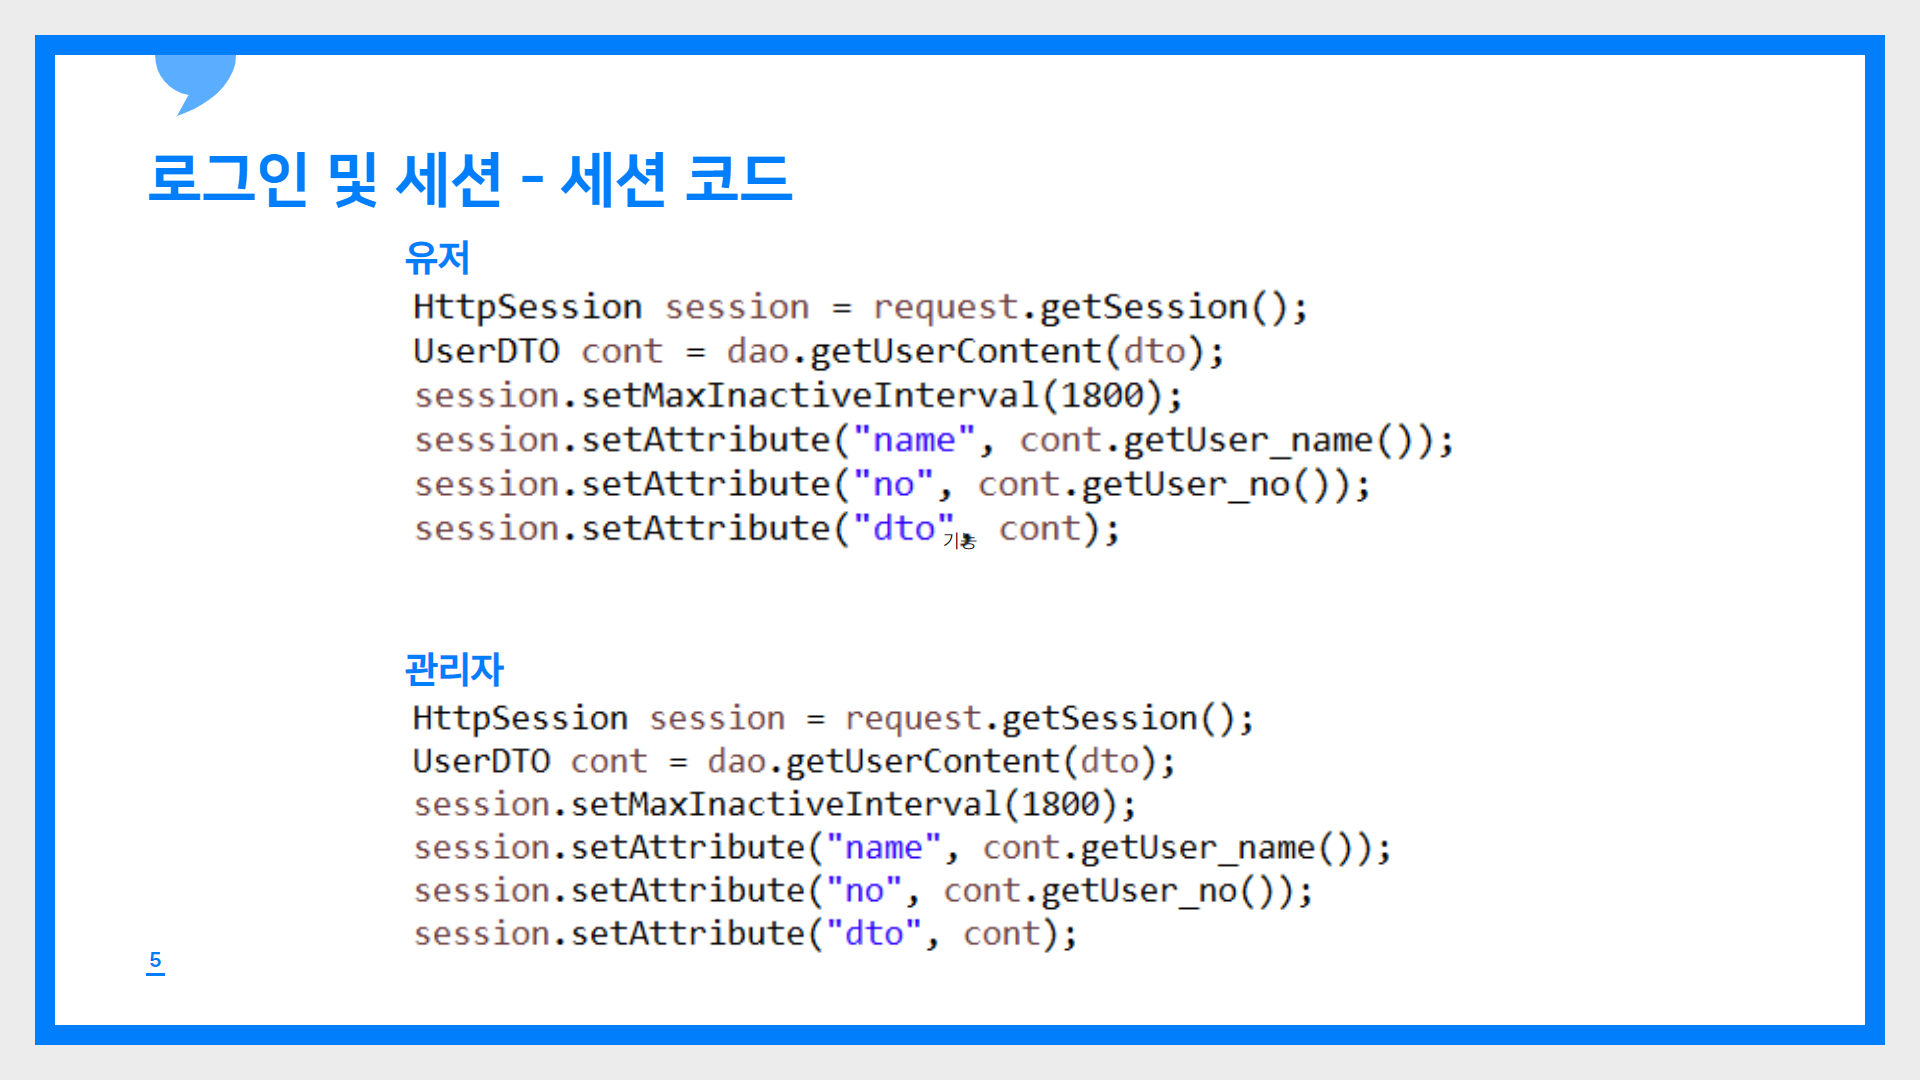 로그인 및 세션 - 세션 코드
유저
HttpSession session = request.getSession();
UserDTO cont = dao.getUserContent(dto);
session.setMaxInactiveInterval(1800);
session.setAttribute("name", cont.getUser_name());
session.setAttribute("no", cont.getUser_no());
session.setAttribute("dto", cont);
기능
관리자
HttpSession session = request.getSession();
UserDTO cont = dao.getUserContent(dto);
session.setMaxInactiveInterval(1800);
session.setAttribute("name", cont.getUser_name());
session.setAttribute("no", cont.getUser_no());
session.setAttribute("dto", cont);
5